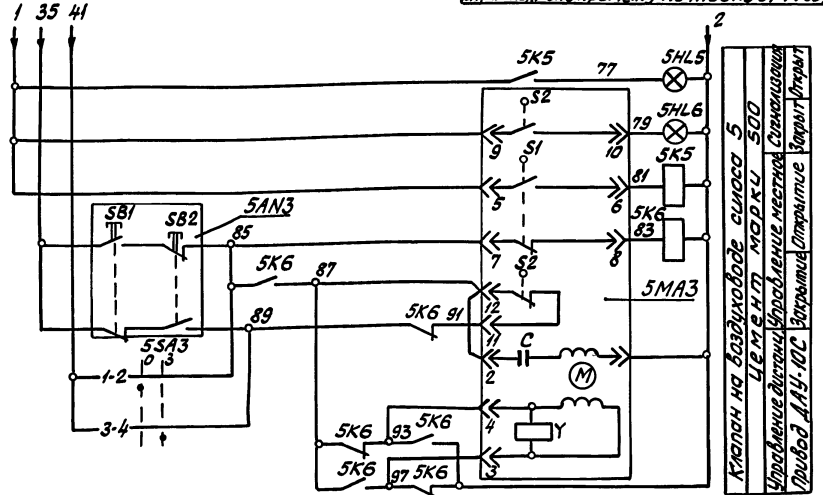 1 35 41 2
5K5 77 5HL5
S2 5HL6
9 10 79
S1 5K5
5 6 81
SB1 SB2 5AN3
5K6
85 7 8 83
5K6 87 S2
12 5MA3
89 5K6 91 11
5SA3
0 3
2 C M
1-2
3-4
4
5K6 93 5K6 Y
3
5K6 97 5K6
Клапан на воздуховоде силоса 5
цемент марки 500
Управление дистанц. Управление местное Сигнализация
Привод ДАУ-10С Закрытие Открытие Закрыт Открыт